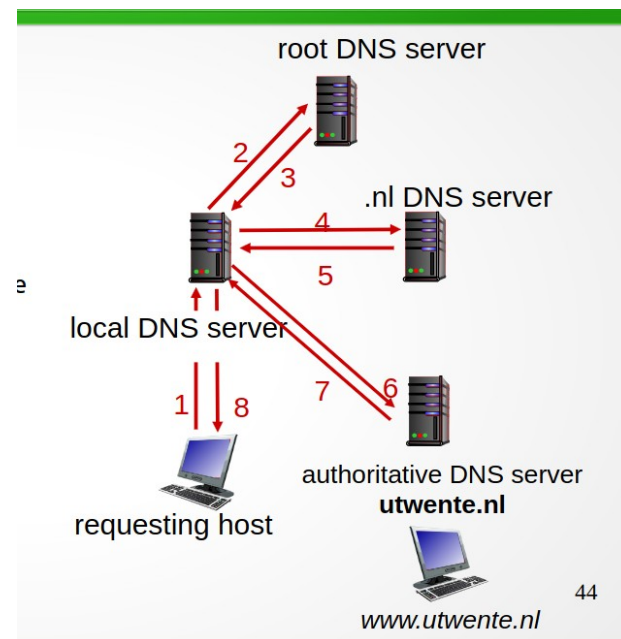 root DNS server
2
3
.nl DNS server
4
5
e
local DNS server
7
6
1
8
authoritative DNS server
utwente.nl
requesting host
44
www.utwente.nl